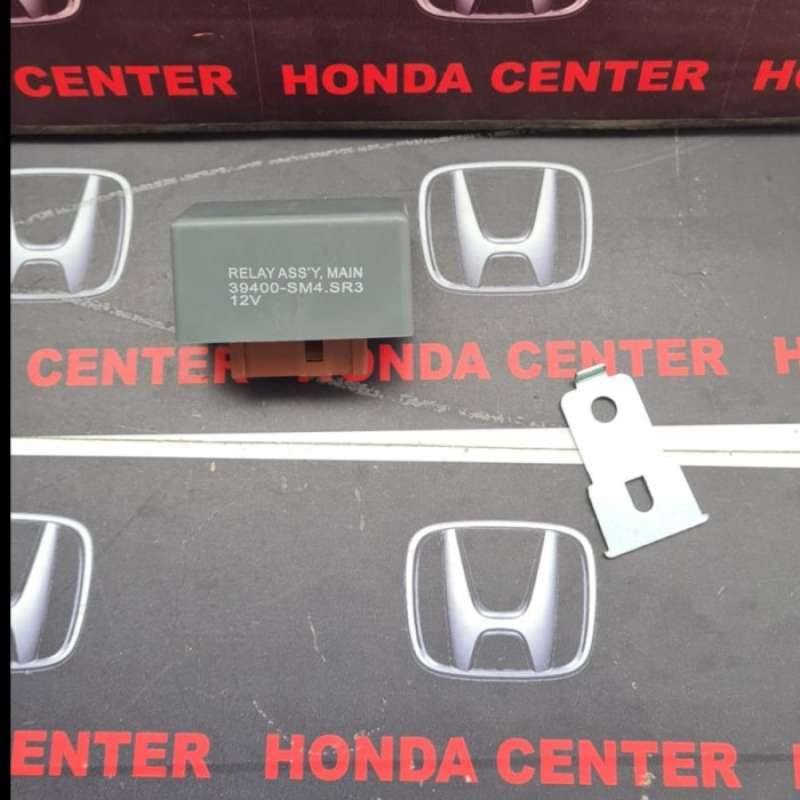 CENTER HONDA CENTER H
RELAY ASS'Y, MAIN
39400-SM4.SR3
12V
CENTER HONDA CENTER H
CENTER HONDA CENTER HO